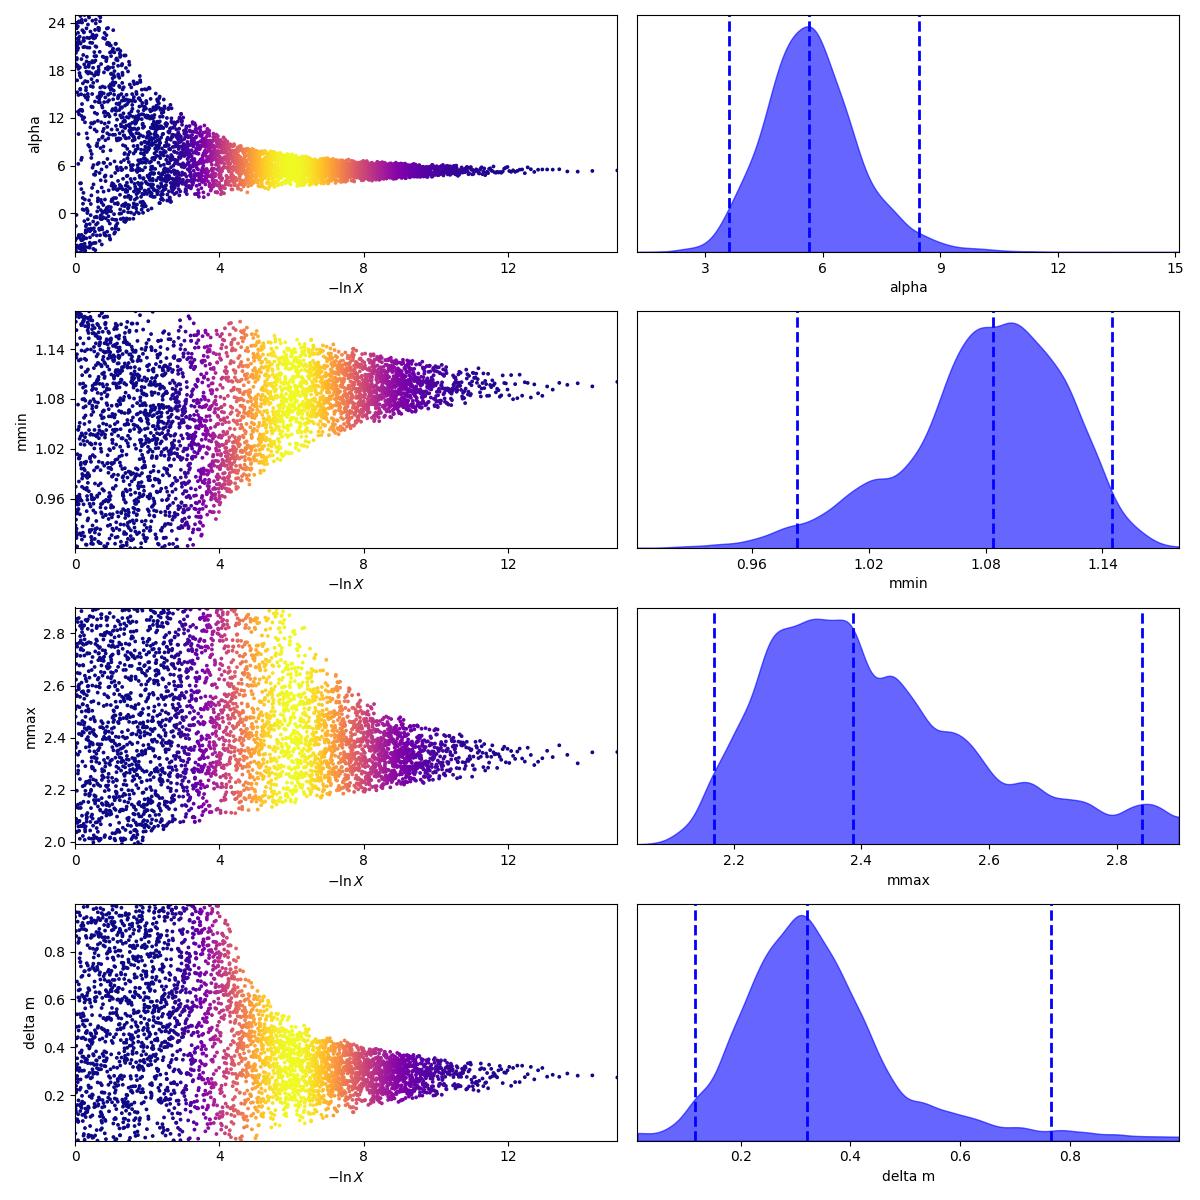 24
18
12
6
0
alpha
0 4 8 12
−ln X
3 6 9 12 15
alpha
1.14
1.08
1.02
0.96
mmin
0 4 8 12
−ln X
0.96 1.02 1.08 1.14
mmin
2.8
2.6
2.4
2.2
2.0
mmax
0 4 8 12
−ln X
2.2 2.4 2.6 2.8
mmax
0.8
0.6
0.4
0.2
delta m
0 4 8 12
−ln X
0.2 0.4 0.6 0.8
delta m